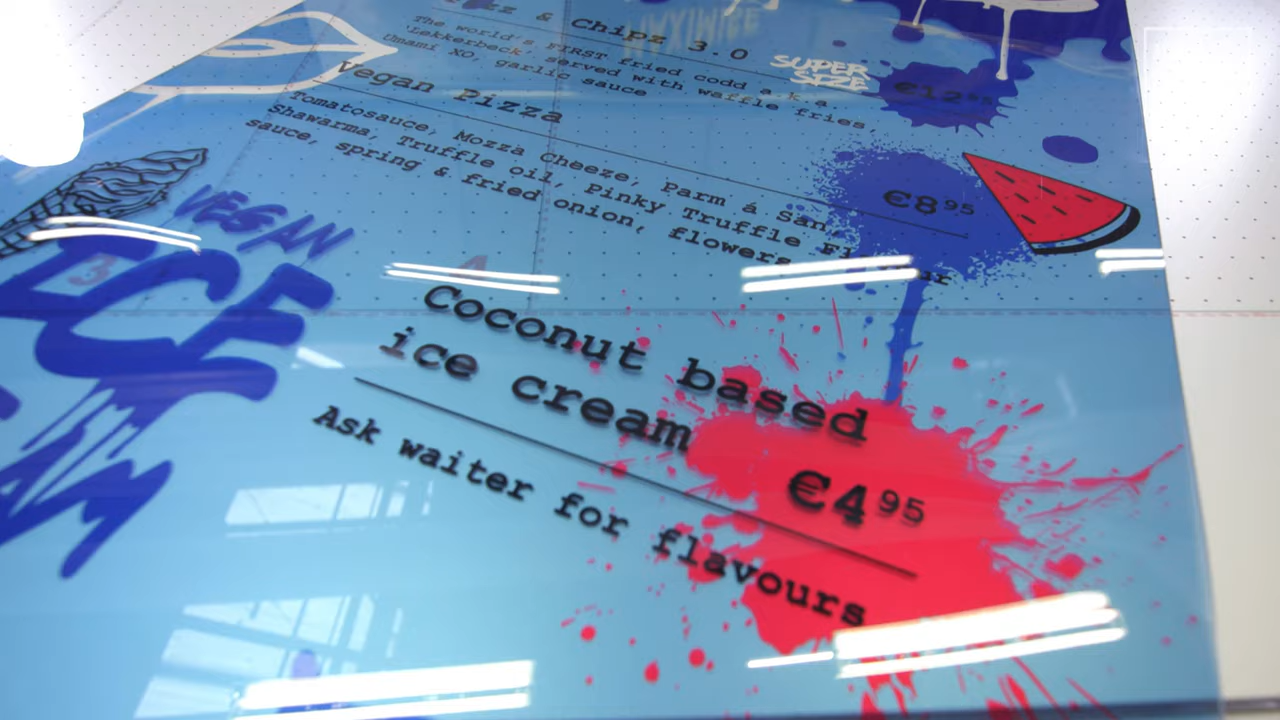 & Chipz 3.0
The world's FIRST fried codd a.k.a
Lekkerbeck, served with waffle fries,
Umami XO, garlic sauce
SUPER
SIZE
€12
Vegan Pizza
Tomatosauce, Mozza Cheeze, Parm á San,
Shawarma, Truffle oil, Pinky Truffle
sauce, spring & fried onion, flowers
€8 95
VEGAN
ICE
Coconut based
ice cream
€4 95
Ask waiter for flavours